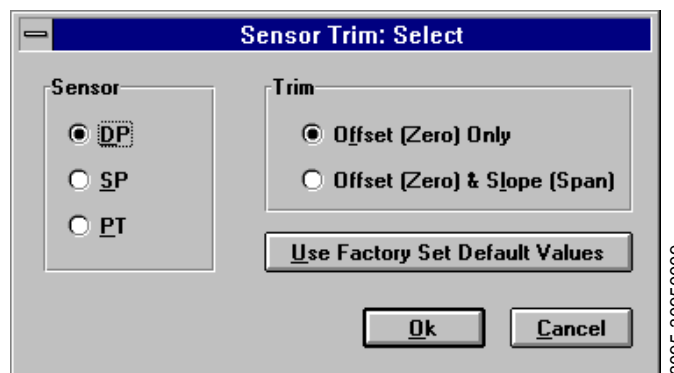 Sensor Trim: Select
Sensor
DP
SP
PT
Trim
Offset (Zero) Only
Offset (Zero) & Slope (Span)
Use Factory Set Default Values
Ok
Cancel